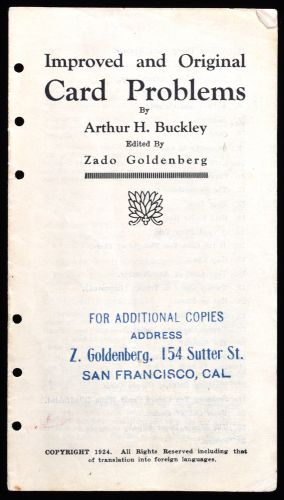 Improved and Original
Card Problems
By
Arthur H. Buckley
Edited By
Zado Goldenberg
FOR ADDITIONAL COPIES
ADDRESS
Z. Goldenberg, 154 Sutter St.
SAN FRANCISCO, CAL.
COPYRIGHT 1924. All Rights Reserved including that
of translation into foreign languages.